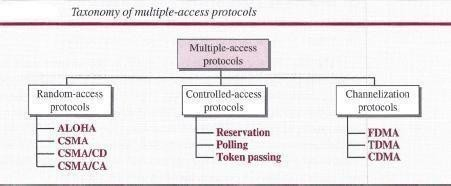 Taxonomy of multiple-access protocols
Multiple-access
protocols
Random-access
protocols
ALOHA
CSMA
CSMA/CD
CSMA/CA
Controlled-access
protocols
Reservation
Polling
Token passing
Channelization
protocols
FDMA
TDMA
CDMA